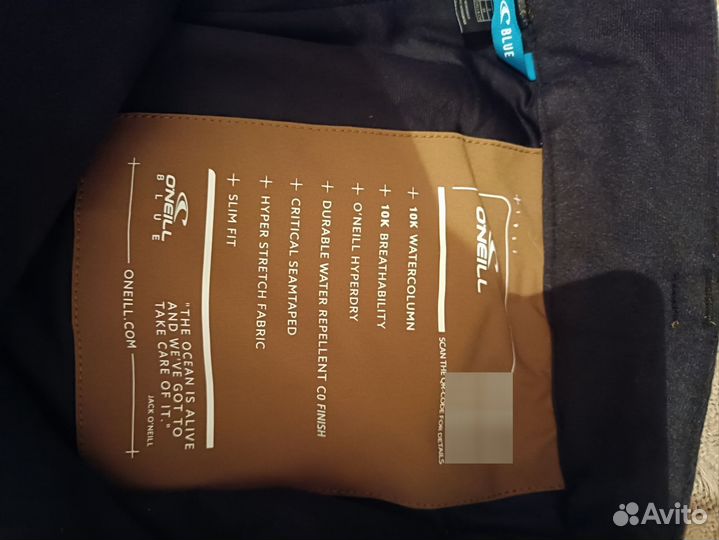 O'NEILL
SCAN THE QR-CODE FOR DETAILS
+ 10K WATERCOLUMN
+ 10K BREATHABILITY
+ O'NEILL HYPERDRY
+ DURABLE WATER REPELLENT C0 FINISH
+ CRITICAL SEAMTAPED
+ HYPER STRETCH FABRIC
+ SLIM FIT
O'NEILL
BLUE
"THE OCEAN IS ALIVE
AND WE'VE GOT TO
TAKE CARE OF IT."
JACK O'NEILL
ONEILL.COM
BLUE
Avito